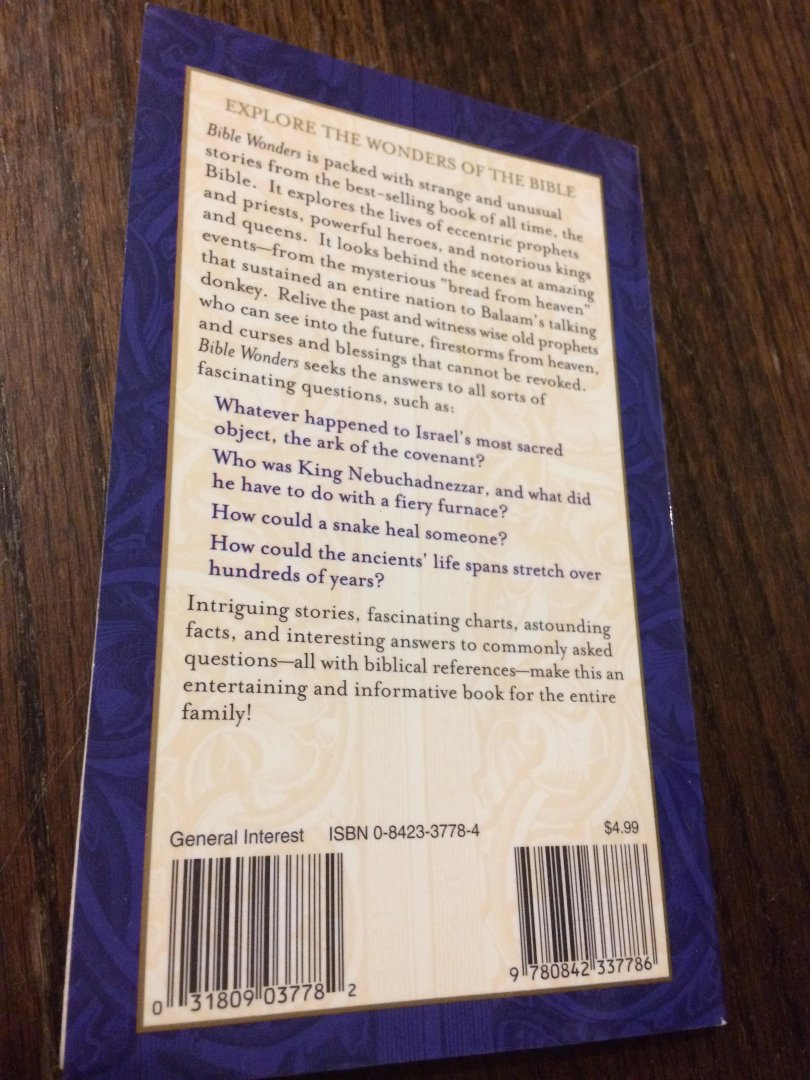 EXPLORE THE WONDERS OF THE BIBLE
Bible Wonders is packed with strange and unusual
stories from the best-selling book of all time, the
Bible. It explores the lives of eccentric prophets
and priests, powerful heroes, and notorious kings
and queens. It looks behind the scenes at amazing
events—from the mysterious "bread from heaven"
that sustained an entire nation to Balaam's talking
donkey. Relive the past and witness wise old prophets
who can see into the future, firestorms from heaven,
and curses and blessings that cannot be revoked.
Bible Wonders seeks the answers to all sorts of
fascinating questions, such as:
Whatever happened to Israel's most sacred
object, the ark of the covenant?
Who was King Nebuchadnezzar, and what did
he have to do with a fiery furnace?
How could a snake heal someone?
How could the ancients' life spans stretch over
hundreds of years?
Intriguing stories, fascinating charts, astounding
facts, and interesting answers to commonly asked
questions—all with biblical references—make this an
entertaining and informative book for the entire
family!
General Interest ISBN 0-8423-3778-4 $4.99
0 31809 03778 2
9 780842 337786